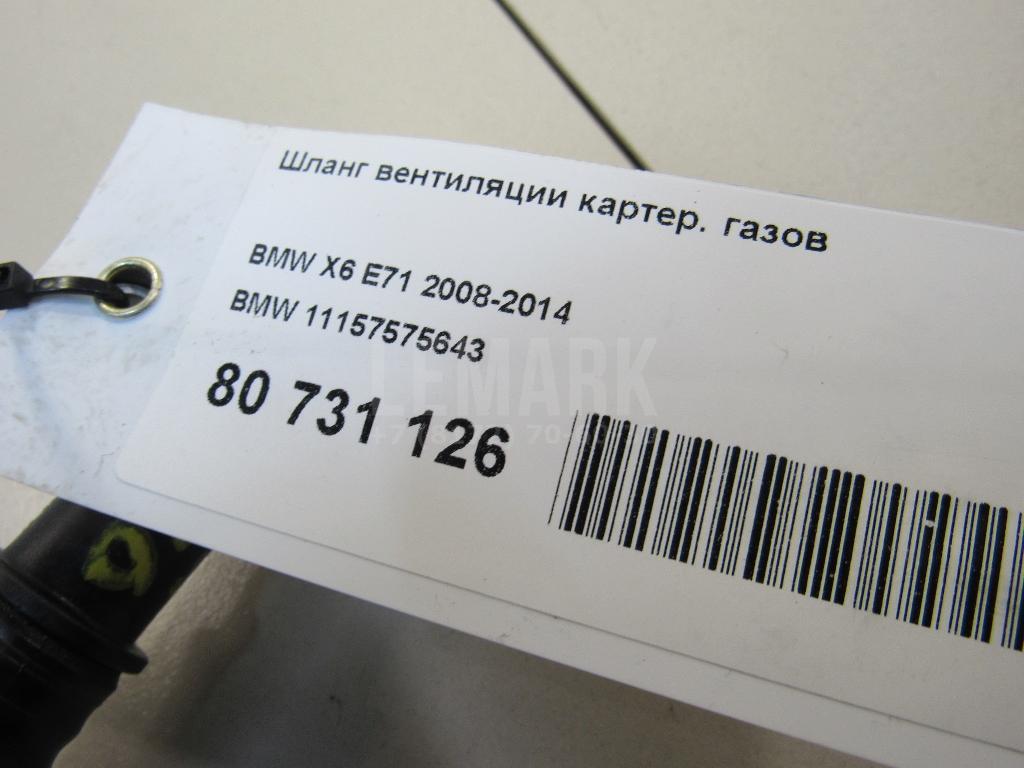 Шланг вентиляции картер. газов
BMW X6 E71 2008-2014
BMW 11157575643
80 731 126
LEMARK